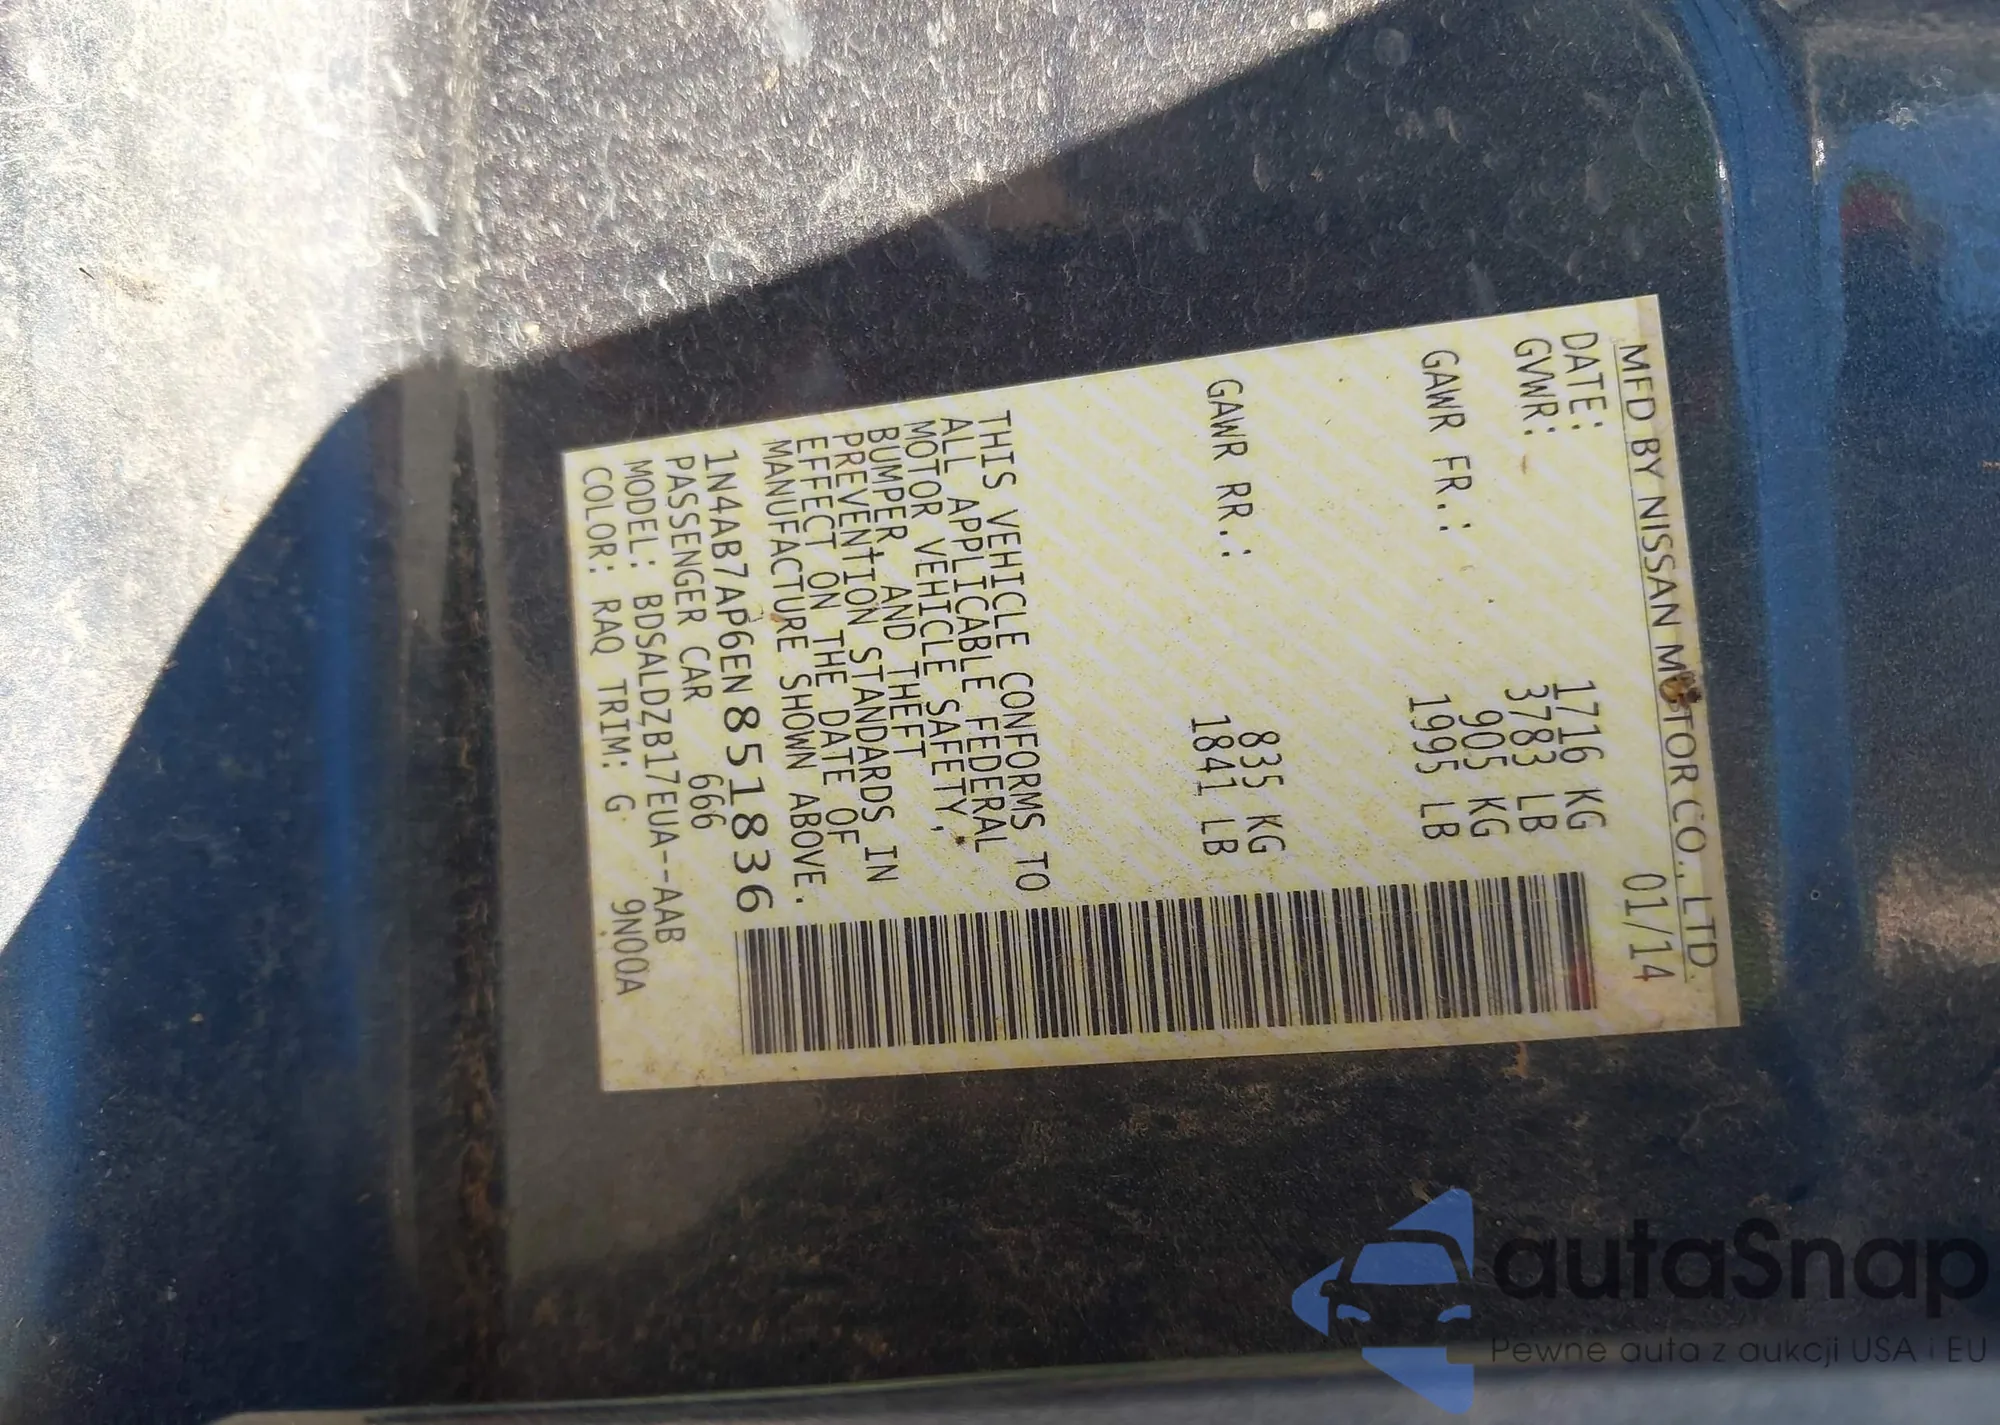 MFD BY NISSAN MOTOR CO., LTD.
DATE: 01/14
GVWR: 1716 KG
3783 LB
GAWR FR.: 905 KG
1995 LB
GAWR RR.: 835 KG
1841 LB
THIS VEHICLE CONFORMS TO
ALL APPLICABLE FEDERAL
MOTOR VEHICLE SAFETY,
BUMPER, AND THEFT
PREVENTION STANDARDS IN
EFFECT ON THE DATE OF
MANUFACTURE SHOWN ABOVE.
1N4AB7AP6EN851836
PASSENGER CAR 666
MODEL: BDSALDZB17EUA--AAB
COLOR: RAQ TRIM: G 9N00A
autaSnap
Pewne auta z aukcji USA i EU